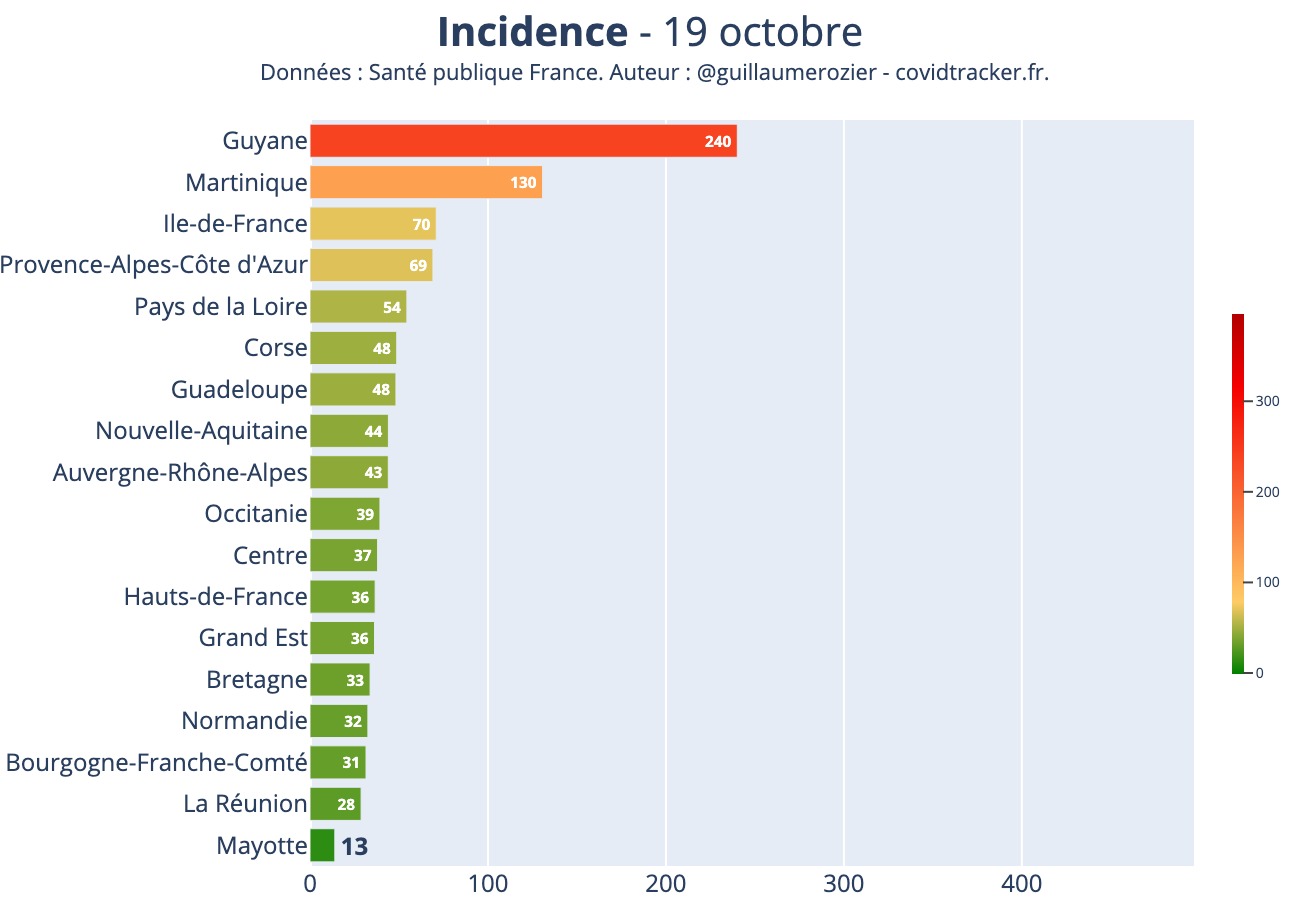 Incidence - 19 octobre
Données : Santé publique France. Auteur : @guillaumerozier - covidtracker.fr.
Guyane 240
Martinique 130
Ile-de-France 70
Provence-Alpes-Côte d'Azur 69
Pays de la Loire 54
Corse 48
Guadeloupe 48
Nouvelle-Aquitaine 44
Auvergne-Rhône-Alpes 43
Occitanie 39
Centre 37
Hauts-de-France 36
Grand Est 36
Bretagne 33
Normandie 32
Bourgogne-Franche-Comté 31
La Réunion 28
Mayotte 13
0 100 200 300 400
300
200
100
0